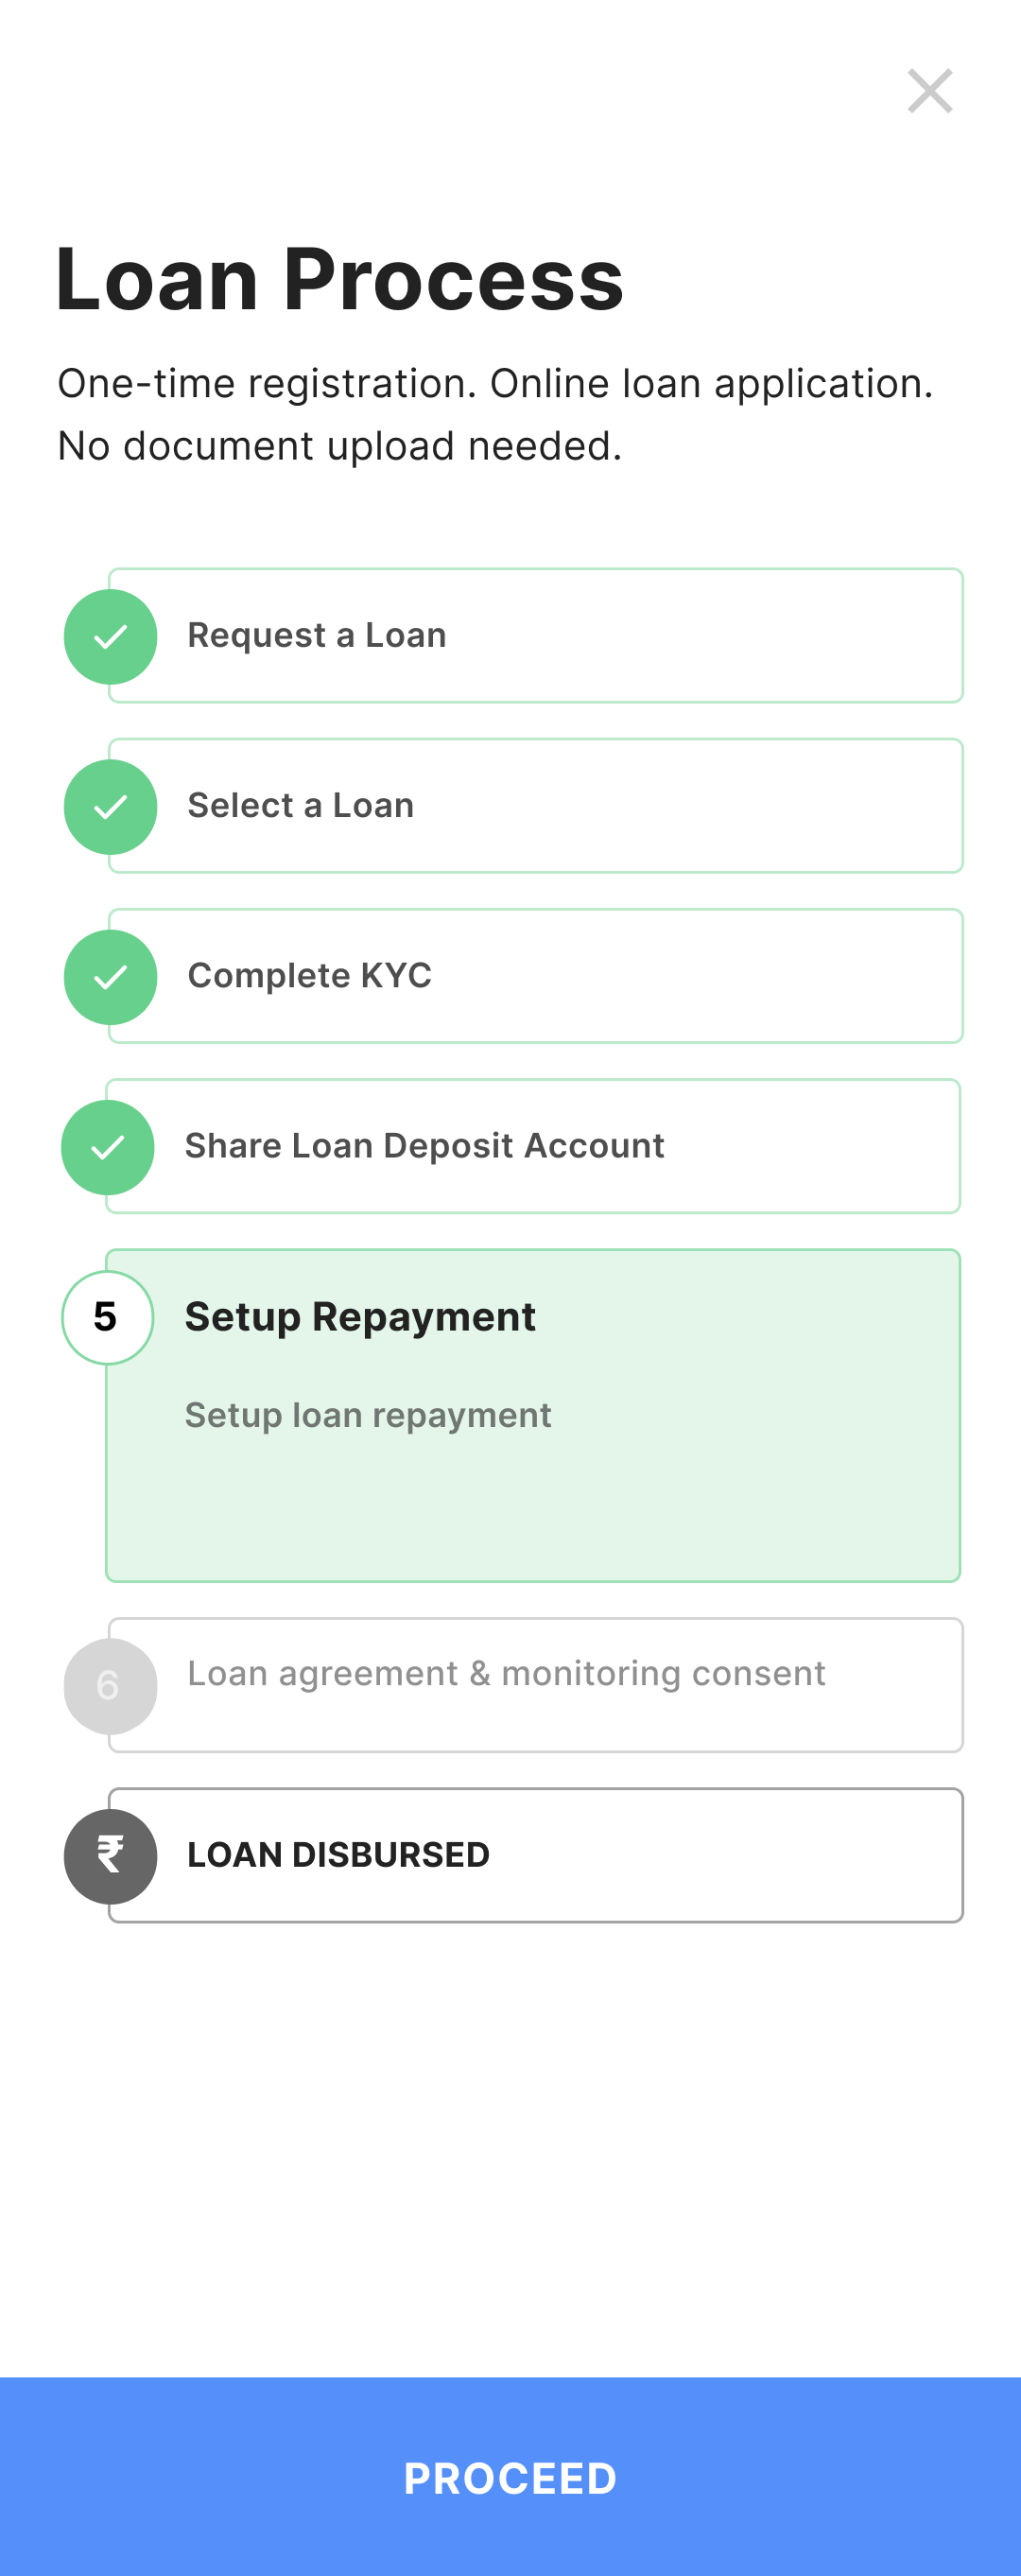 Loan Process
One-time registration. Online loan application.
No document upload needed.
Request a Loan
Select a Loan
Complete KYC
Share Loan Deposit Account
5 Setup Repayment
Setup loan repayment
6 Loan agreement & monitoring consent
₹ LOAN DISBURSED
PROCEED